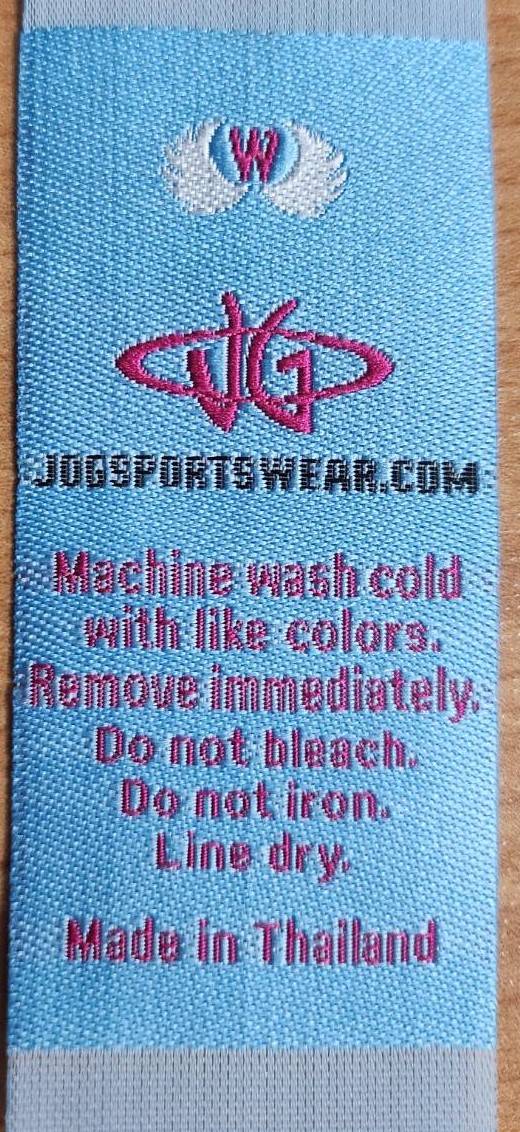 W
JG
JOGSPORTSWEAR.COM
Machine wash cold
with like colors.
Remove immediately.
Do not bleach.
Do not iron.
Line dry.
Made in Thailand